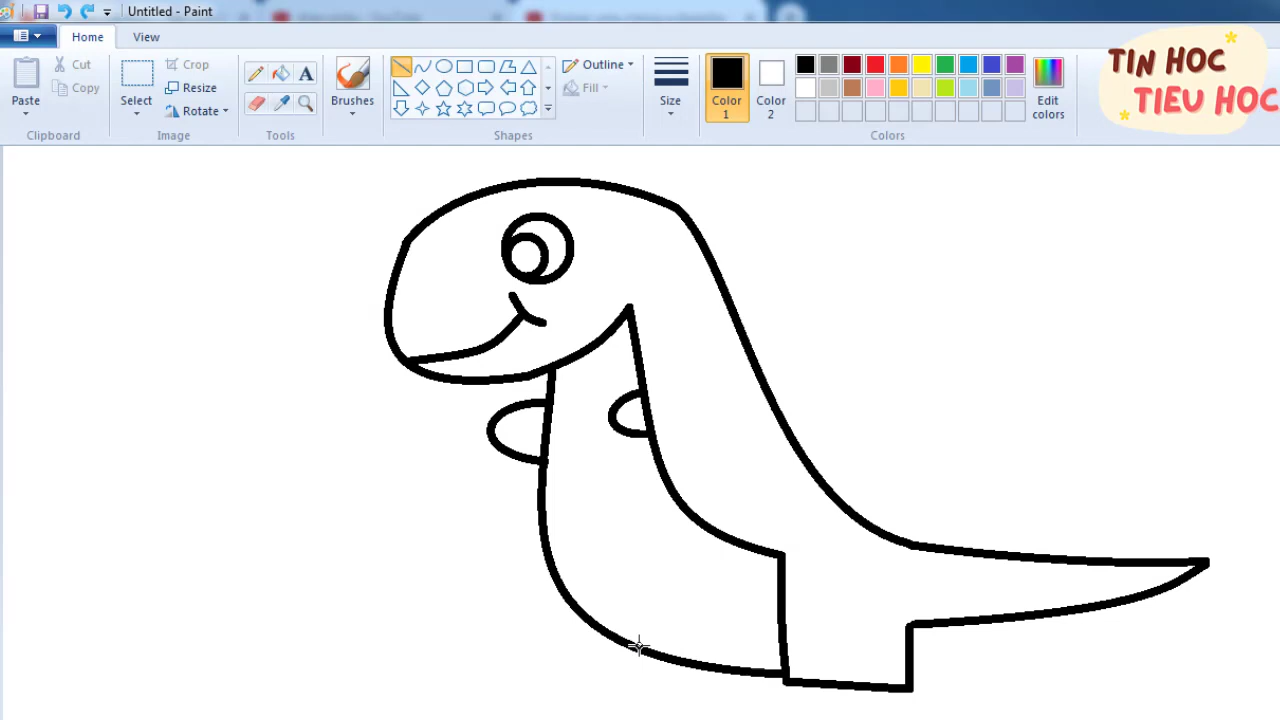 Untitled - Paint
Home View
Paste
Cut
Copy
Clipboard
Select
Crop
Resize
Rotate
Image
A
Tools
Brushes
Shapes
Outline
Fill
Size
Color 1
Color 2
Edit colors
Colors
TIN HOC
TIEU HOC